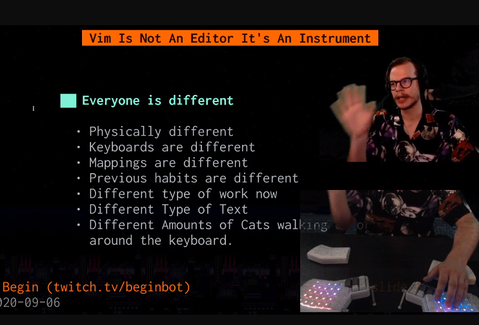 Vim Is Not An Editor It's An Instrument
Everyone is different
· Physically different
· Keyboards are different
· Mappings are different
· Previous habits are different
· Different type of work now
· Different Type of Text
· Different Amounts of Cats walking
around the keyboard.
Begin (twitch.tv/beginbot)
020-09-06